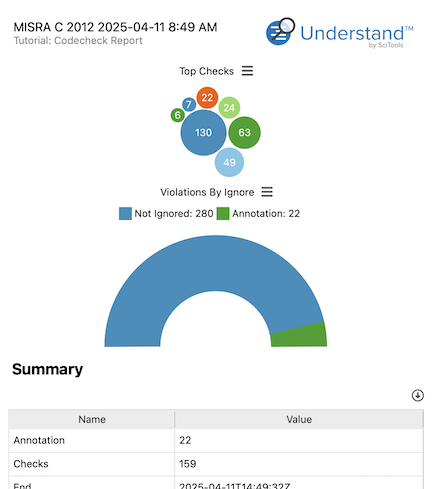 MISRA C 2012 2025-04-11 8:49 AM
Tutorial: Codecheck Report
Understand™
by SciTools
Top Checks
22
7
24
6
130
63
49
Violations By Ignore
Not Ignored: 280 Annotation: 22
Summary
Name Value
Annotation 22
Checks 159
End 2025-04-11T14:49:32Z